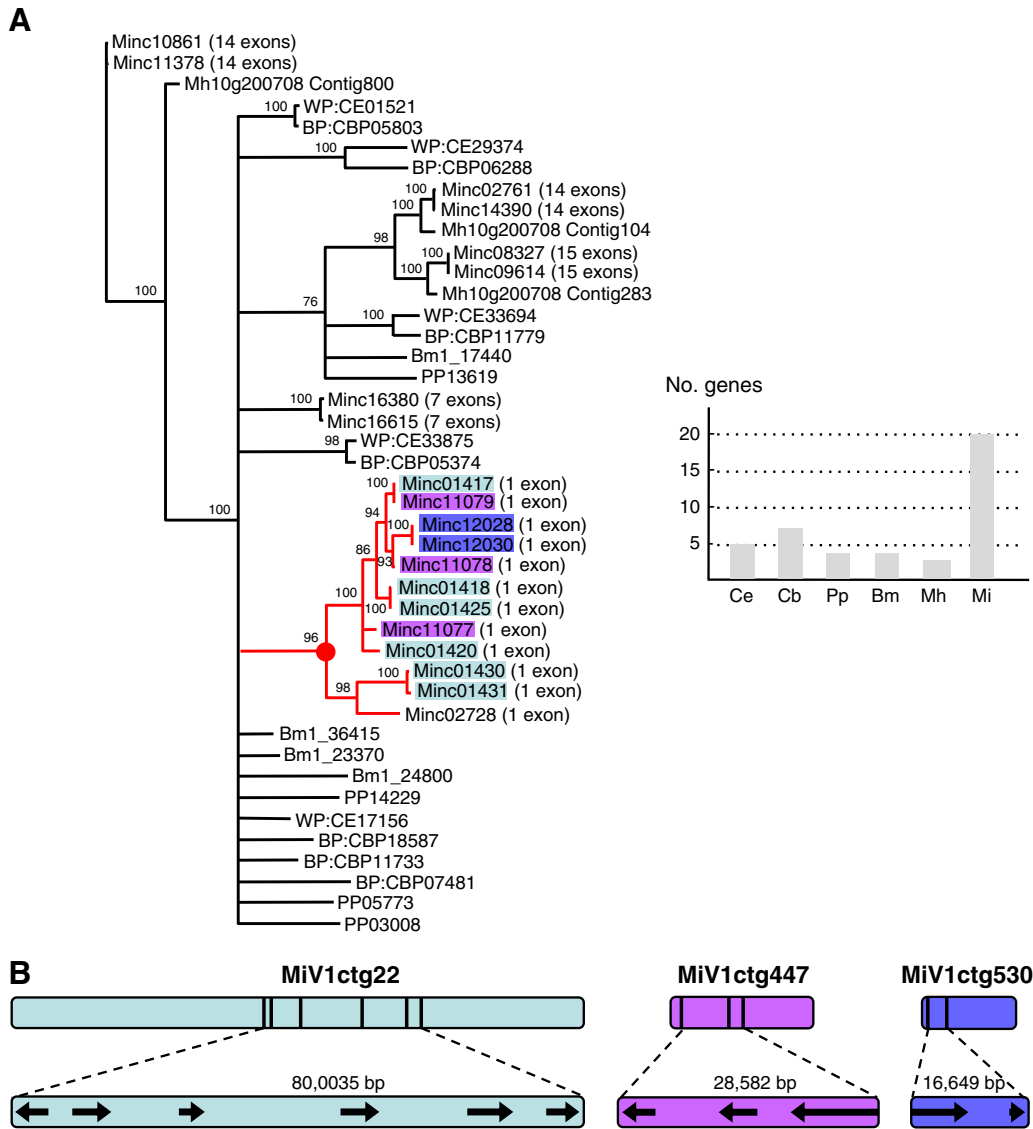 A
Minc10861 (14 exons)
Minc11378 (14 exons)
Mh10g200708 Contig800
100
WP:CE01521
BP:CBP05803
100
WP:CE29374
BP:CBP06288
100
Minc02761 (14 exons)
100
Minc14390 (14 exons)
Mh10g200708 Contig104
98
100
Minc08327 (15 exons)
100
Minc09614 (15 exons)
Mh10g200708 Contig283
100
76
100
WP:CE33694
BP:CBP11779
Bm1_17440
PP13619
100
Minc16380 (7 exons)
Minc16615 (7 exons)
98
WP:CE33875
BP:CBP05374
100
100
Minc01417 (1 exon)
Minc11079 (1 exon)
94
100
Minc12028 (1 exon)
Minc12030 (1 exon)
86
93
Minc11078 (1 exon)
100
Minc01418 (1 exon)
100
Minc01425 (1 exon)
Minc11077 (1 exon)
96
Minc01420 (1 exon)
100
Minc01430 (1 exon)
98
Minc01431 (1 exon)
Minc02728 (1 exon)
Bm1_36415
Bm1_23370
Bm1_24800
PP14229
WP:CE17156
BP:CBP18587
BP:CBP11733
BP:CBP07481
PP05773
PP03008
No. genes
20
15
10
5
Ce Cb Pp Bm Mh Mi
B
MiV1ctg22 MiV1ctg447 MiV1ctg530
80,0035 bp 28,582 bp 16,649 bp